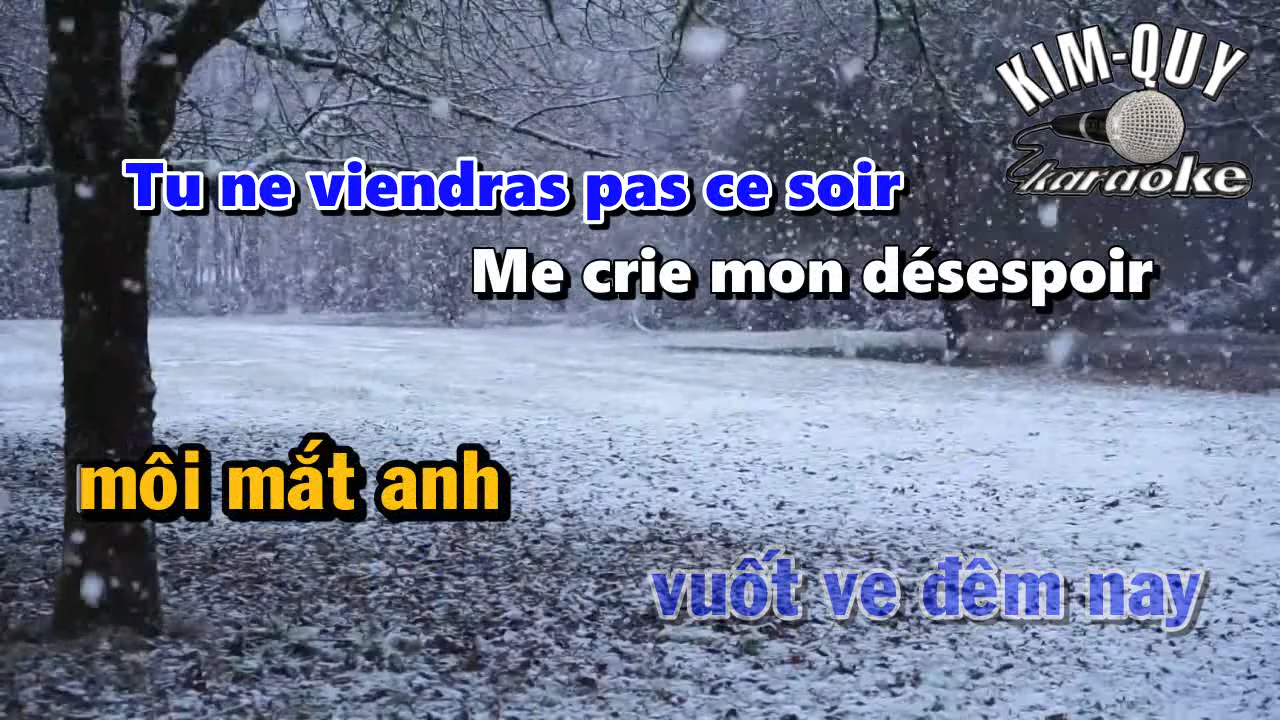 KIM-QUY
karaoke
Tu ne viendras pas ce soir
Me crie mon désespoir
môi mắt anh
vuốt ve đêm nay